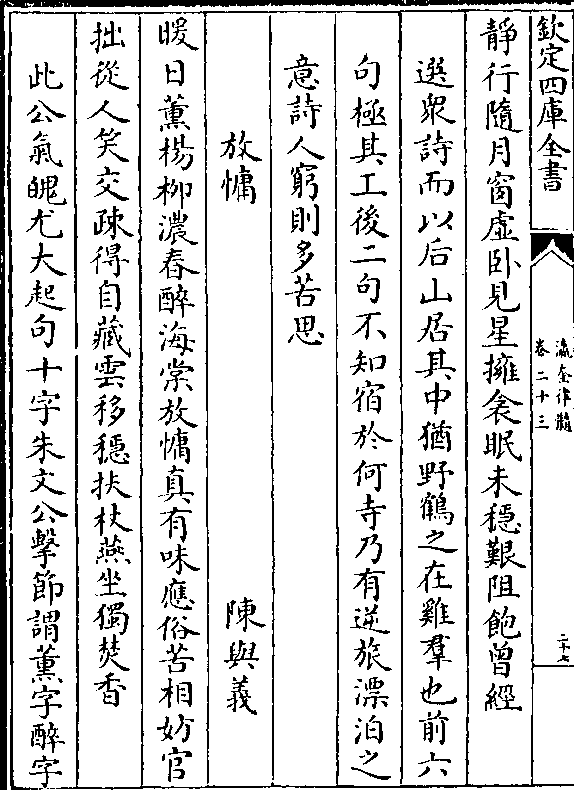 欽定四庫全書
瀛奎律髓
卷二十三
二十七
靜行隨月窗虛卧見星擁衾眠未穩艱阻飽曾經
選衆詩而以后山居其中猶野鶴之在雞羣也前六
句極其工後二句不知宿於何寺乃有逆旅漂泊之
意詩人窮則多苦思
放慵
陳與義
暖日薰楊柳濃春醉海棠放慵真有味應俗苦相妨官
拙從人笑交疎得自藏雲移穩扶杖燕坐獨焚香
此公氣魄尤大起句十字朱文公擊節謂薰字醉字